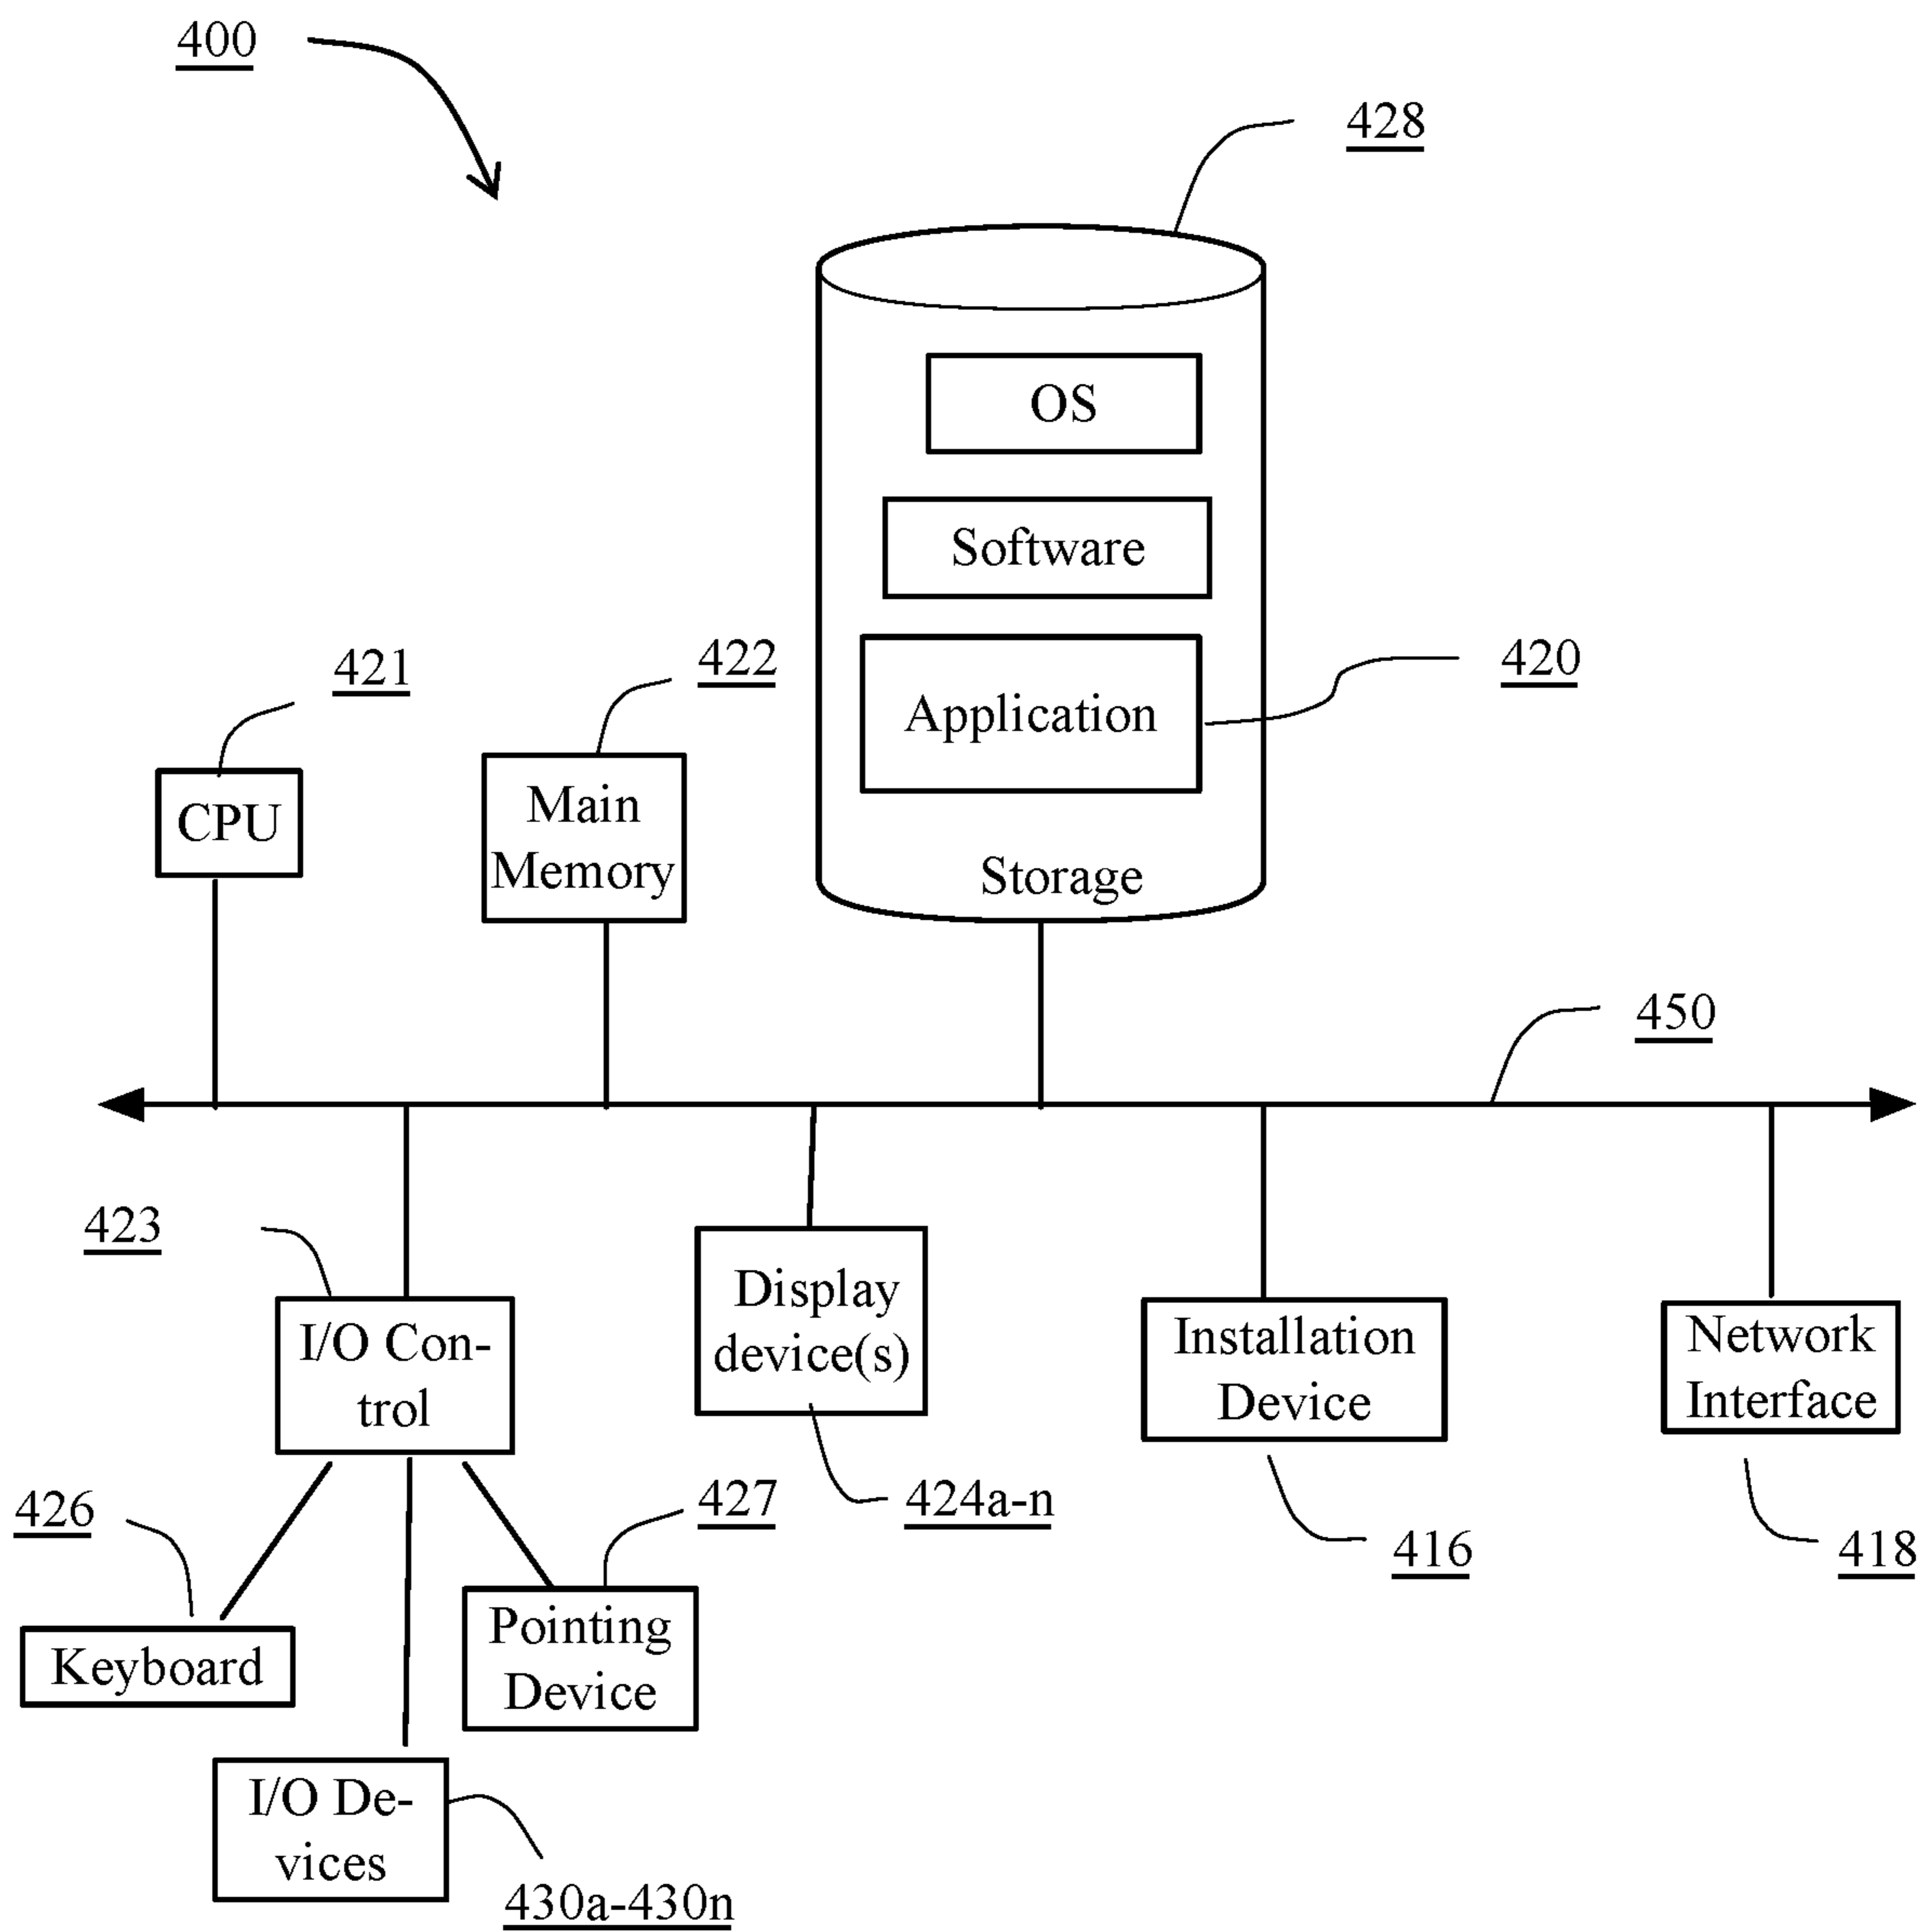 400
428
OS
Software
421
422
420
Application
CPU
Main
Memory
Storage
450
423
Display
device(s)
I/O Con-
trol
Installation
Device
Network
Interface
426
427
424a-n
416
418
Keyboard
Pointing
Device
I/O De-
vices
430a-430n